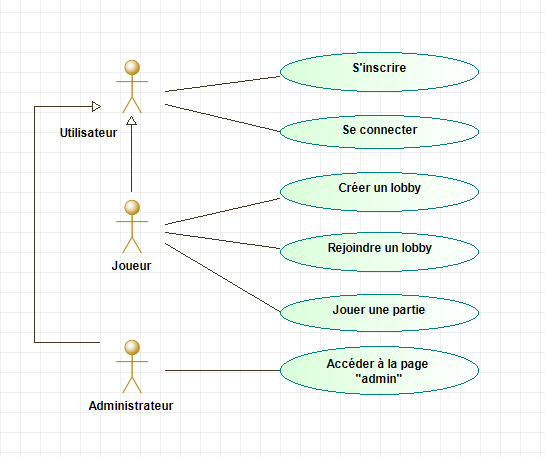 S'inscrire
Utilisateur
Se connecter
Créer un lobby
Rejoindre un lobby
Joueur
Jouer une partie
Accéder à la page
"admin"
Administrateur